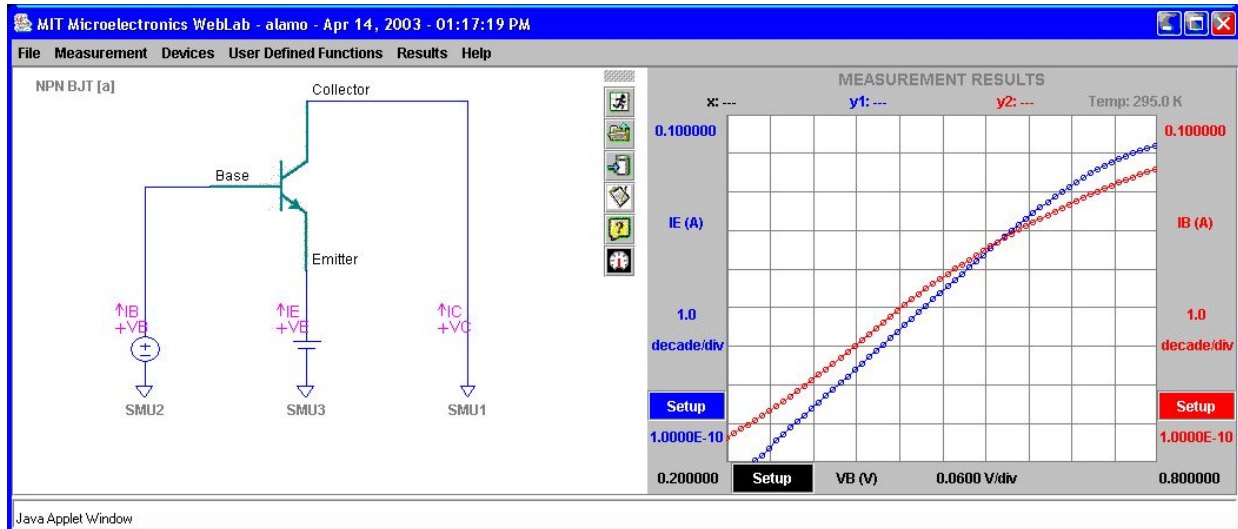 MIT Microelectronics WebLab - alamo - Apr 14, 2003 - 01:17:19 PM
File Measurement Devices User Defined Functions Results Help
NPN BJT [a]
Collector
Base
Emitter
↑IB
+VB
↑IE
+VE
↑IC
+VC
SMU2
SMU3
SMU1
MEASUREMENT RESULTS
x: --- y1: --- y2: --- Temp: 295.0 K
0.100000
IE (A)
1.0
decade/div
Setup
1.0000E-10
0.100000
IB (A)
1.0
decade/div
Setup
1.0000E-10
0.200000 Setup VB (V) 0.0600 V/div 0.800000
Java Applet Window